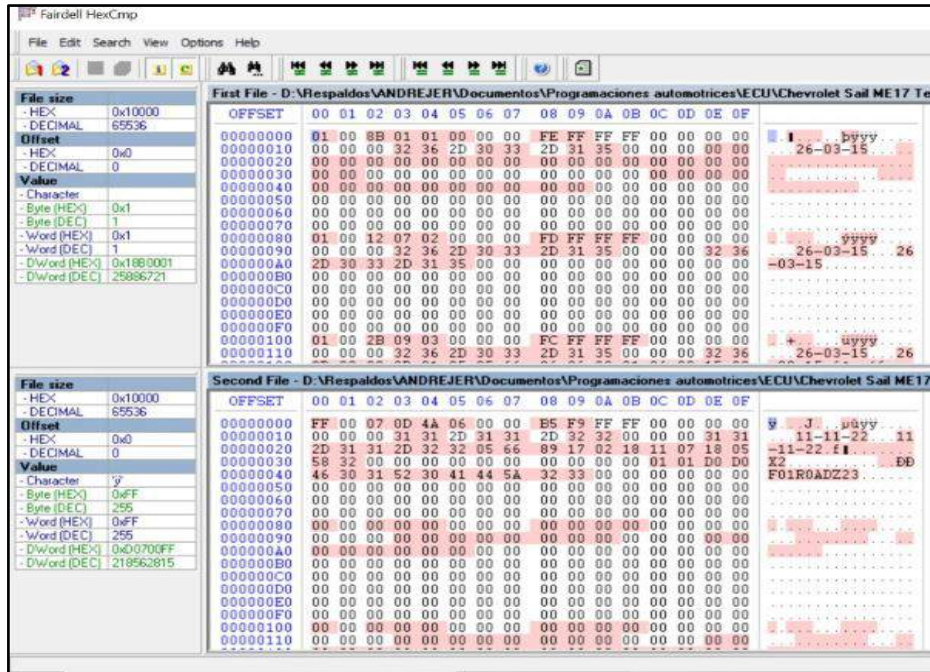 Fairdell HexCmp
File Edit Search View Options Help
File size
- HEX 0x10000
- DECIMAL 65536
Offset
- HEX 0x0
- DECIMAL 0
Value
- Character
- Byte (HEX) 0x1
- Byte (DEC) 1
- Word (HEX) 0x1
- Word (DEC) 1
- DWord (HEX) 0x18B0001
- DWord (DEC) 25886721
First File - D:\Respaldos\ANDREJER\Documentos\Programaciones automotrices\ECU\Chevrolet Sail ME17 Te
OFFSET 00 01 02 03 04 05 06 07 08 09 0A 0B 0C 0D 0E 0F
00000000 01 00 8B 01 01 00 00 00 FE FF FF FF 00 00 00 00 . . . . . . . . þÿÿÿ . . . .
00000010 00 00 00 32 36 2D 30 33 2D 31 35 00 00 00 00 00 . . . 26-03-15 . . . . .
00000020 00 00 00 00 00 00 00 00 00 00 00 00 00 00 00 00 . . . . . . . . . . . . . . . .
00000030 00 00 00 00 00 00 00 00 00 00 00 00 00 00 00 00 . . . . . . . . . . . . . . . .
00000040 00 00 00 00 00 00 00 00 00 00 00 00 00 00 00 00 . . . . . . . . . . . . . . . .
00000050 00 00 00 00 00 00 00 00 00 00 00 00 00 00 00 00 . . . . . . . . . . . . . . . .
00000060 00 00 00 00 00 00 00 00 00 00 00 00 00 00 00 00 . . . . . . . . . . . . . . . .
00000070 00 00 00 00 00 00 00 00 00 00 00 00 00 00 00 00 . . . . . . . . . . . . . . . .
00000080 01 00 12 07 02 00 00 00 FD FF FF FF 00 00 00 00 . . . . . . . . ýÿÿÿ . . . .
00000090 00 00 00 32 36 2D 30 33 2D 31 35 00 00 00 32 36 . . . 26-03-15 . . . 26
000000A0 2D 30 33 2D 31 35 00 00 00 00 00 00 00 00 00 00 -03-15 . . . . . . . . . .
000000B0 00 00 00 00 00 00 00 00 00 00 00 00 00 00 00 00 . . . . . . . . . . . . . . . .
000000C0 00 00 00 00 00 00 00 00 00 00 00 00 00 00 00 00 . . . . . . . . . . . . . . . .
000000D0 00 00 00 00 00 00 00 00 00 00 00 00 00 00 00 00 . . . . . . . . . . . . . . . .
000000E0 00 00 00 00 00 00 00 00 00 00 00 00 00 00 00 00 . . . . . . . . . . . . . . . .
000000F0 00 00 00 00 00 00 00 00 00 00 00 00 00 00 00 00 . . . . . . . . . . . . . . . .
00000100 01 00 2B 09 03 00 00 00 FC FF FF FF 00 00 00 00 . . + . . . . . üÿÿÿ . . . .
00000110 00 00 00 32 36 2D 30 33 2D 31 35 00 00 00 32 36 . . . 26-03-15 . . . 26
File size
- HEX 0x10000
- DECIMAL 65536
Offset
- HEX 0x0
- DECIMAL 0
Value
- Character 'ÿ'
- Byte (HEX) 0xFF
- Byte (DEC) 255
- Word (HEX) 0xFF
- Word (DEC) 255
- DWord (HEX) 0xD0700FF
- DWord (DEC) 218562815
Second File - D:\Respaldos\ANDREJER\Documentos\Programaciones automotrices\ECU\Chevrolet Sail ME17
OFFSET 00 01 02 03 04 05 06 07 08 09 0A 0B 0C 0D 0E 0F
00000000 FF 00 07 0D 4A 06 00 00 B5 F9 FF FF 00 00 00 00 ÿ . . . J . . . µùÿÿ . . . .
00000010 00 00 00 31 31 2D 31 31 2D 32 32 00 00 00 31 31 . . . 11-11-22 . . . 11
00000020 2D 31 31 2D 32 32 05 66 89 17 02 18 11 07 18 05 -11-22.f
00000030 58 32 00 00 00 00 00 00 00 00 00 00 01 01 D0 D0 X2 . . . . . . . . . . . . ÐÐ
00000040 46 30 31 52 30 41 44 5A 32 33 00 00 00 00 00 00 F01R0ADZ23 . . . . . .
00000050 00 00 00 00 00 00 00 00 00 00 00 00 00 00 00 00 . . . . . . . . . . . . . . . .
00000060 00 00 00 00 00 00 00 00 00 00 00 00 00 00 00 00 . . . . . . . . . . . . . . . .
00000070 00 00 00 00 00 00 00 00 00 00 00 00 00 00 00 00 . . . . . . . . . . . . . . . .
00000080 00 00 00 00 00 00 00 00 00 00 00 00 00 00 00 00 . . . . . . . . . . . . . . . .
00000090 00 00 00 00 00 00 00 00 00 00 00 00 00 00 00 00 . . . . . . . . . . . . . . . .
000000A0 00 00 00 00 00 00 00 00 00 00 00 00 00 00 00 00 . . . . . . . . . . . . . . . .
000000B0 00 00 00 00 00 00 00 00 00 00 00 00 00 00 00 00 . . . . . . . . . . . . . . . .
000000C0 00 00 00 00 00 00 00 00 00 00 00 00 00 00 00 00 . . . . . . . . . . . . . . . .
000000D0 00 00 00 00 00 00 00 00 00 00 00 00 00 00 00 00 . . . . . . . . . . . . . . . .
000000E0 00 00 00 00 00 00 00 00 00 00 00 00 00 00 00 00 . . . . . . . . . . . . . . . .
000000F0 00 00 00 00 00 00 00 00 00 00 00 00 00 00 00 00 . . . . . . . . . . . . . . . .
00000100 00 00 00 00 00 00 00 00 00 00 00 00 00 00 00 00 . . . . . . . . . . . . . . . .
00000110 00 00 00 00 00 00 00 00 00 00 00 00 00 00 00 00 . . . . . . . . . . . . . . . .